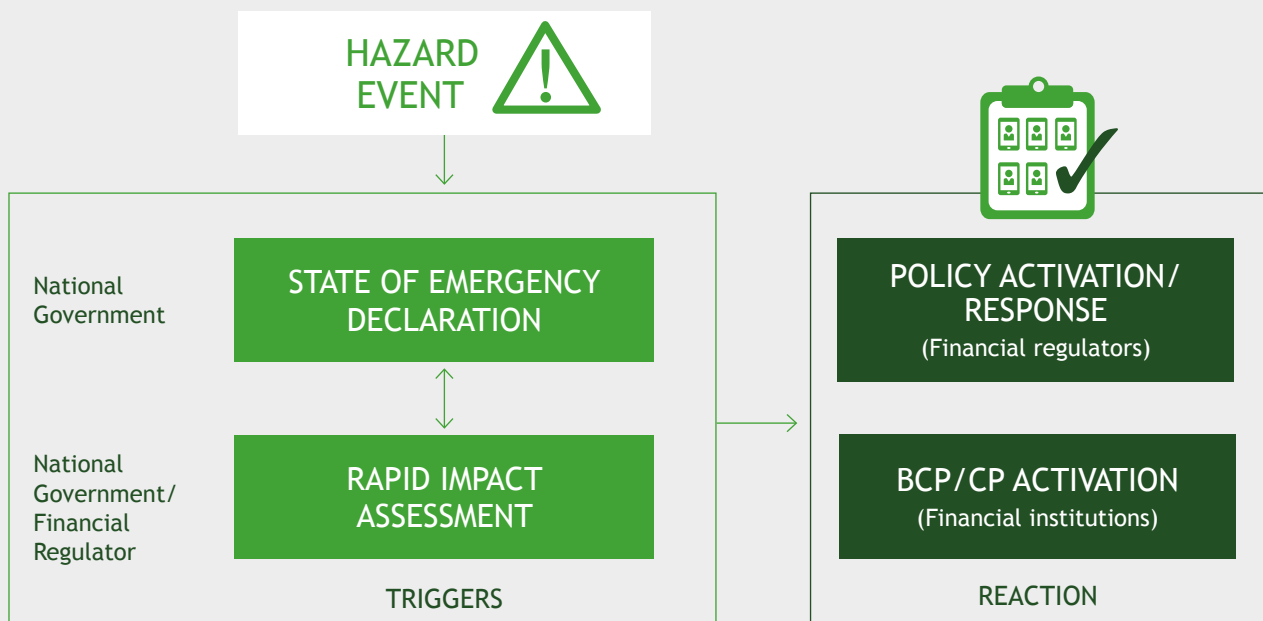 HAZARD
EVENT
National
Government
STATE OF EMERGENCY
DECLARATION
National
Government/
Financial
Regulator
RAPID IMPACT
ASSESSMENT
TRIGGERS
POLICY ACTIVATION/
RESPONSE
(Financial regulators)
BCP/CP ACTIVATION
(Financial institutions)
REACTION